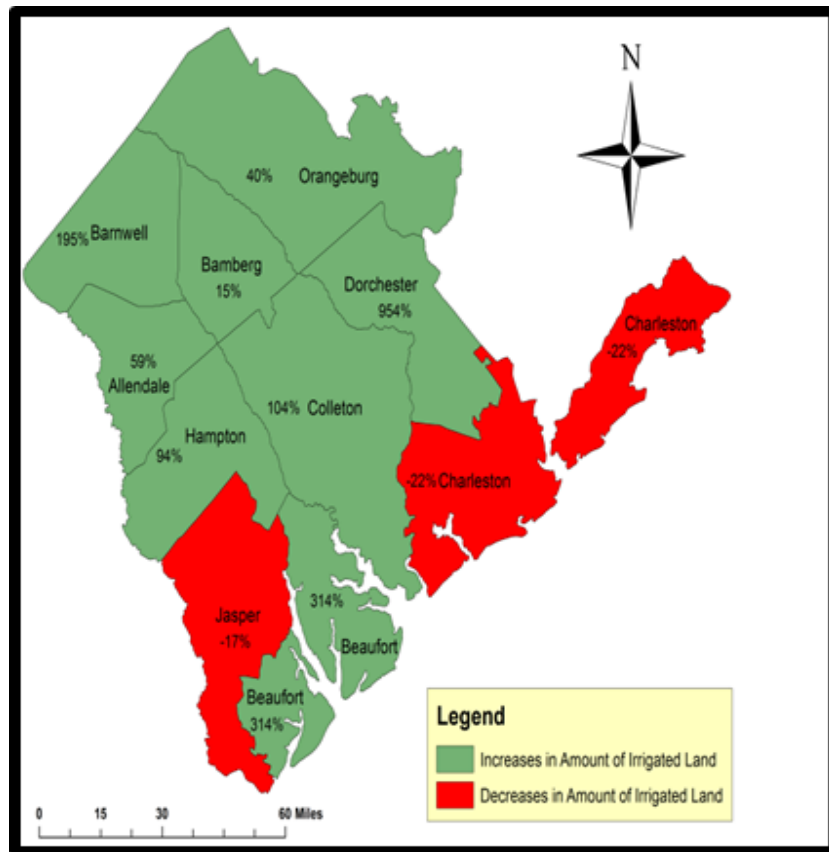 N
40% Orangeburg
195% Barnwell
Bamberg
15%
Dorchester
954%
Charleston
-22%
59%
Allendale
104% Colleton
Hampton
94%
-22% Charleston
314%
Jasper
-17%
Beaufort
Beaufort
314%
Legend
Increases in Amount of Irrigated Land
Decreases in Amount of Irrigated Land
0 15 30 60 Miles